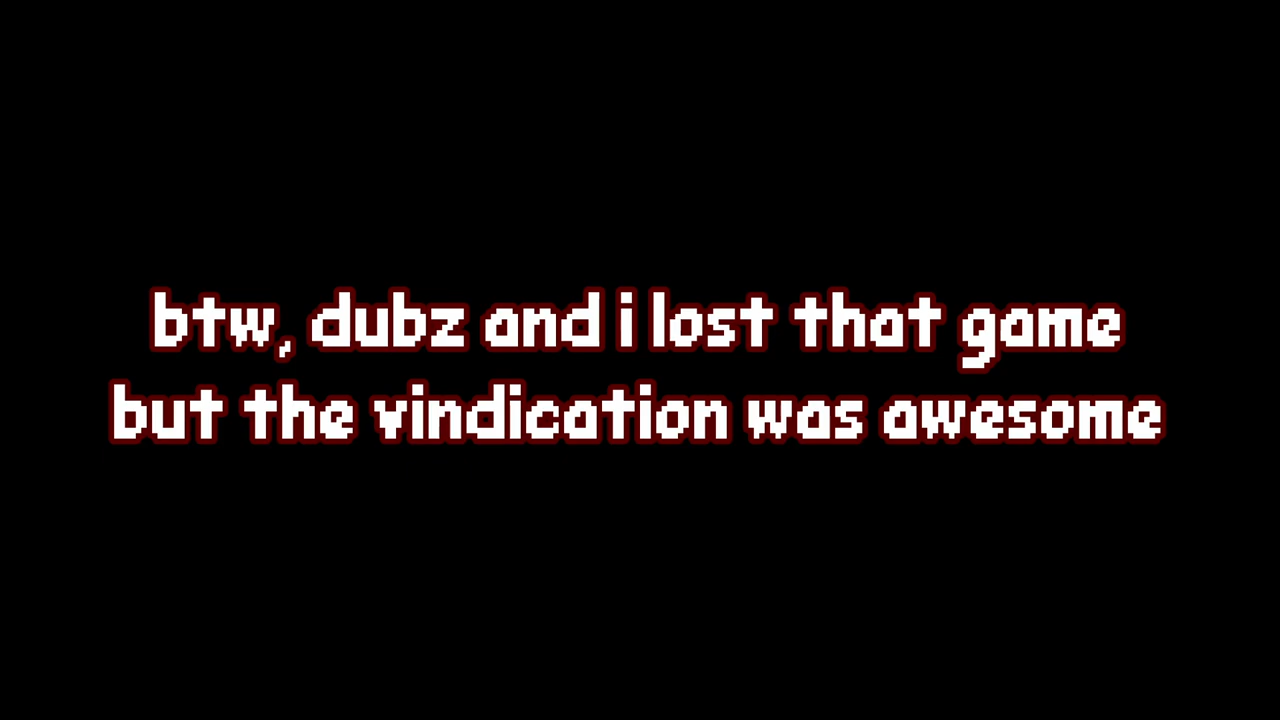 btw, dubz and i lost that game
but the vindication was awesome